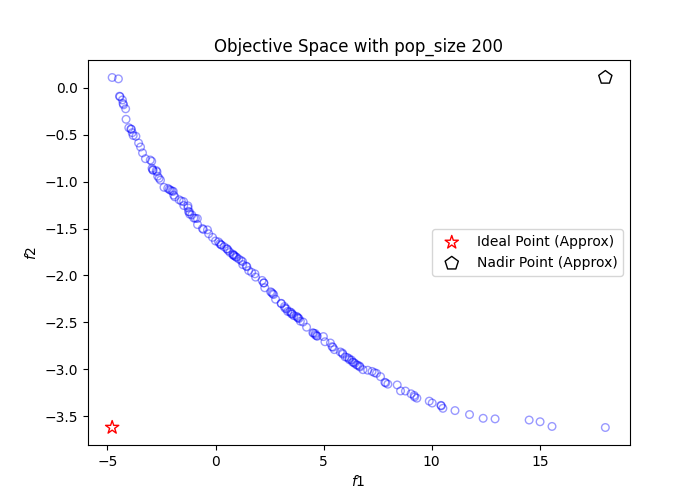 Objective Space with pop_size 200
0.0
−0.5
−1.0
−1.5
−2.0
−2.5
−3.0
−3.5
f2
Ideal Point (Approx)
Nadir Point (Approx)
−5 0 5 10 15
f1